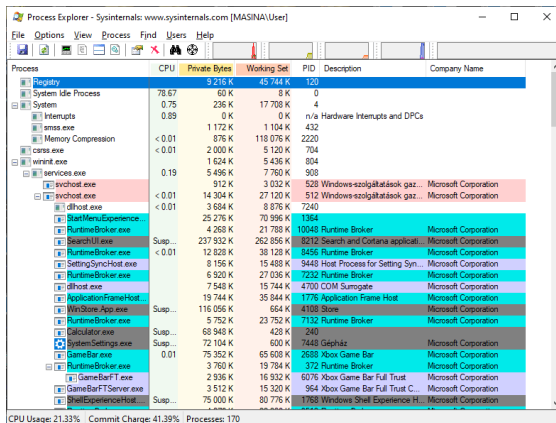 Process Explorer - Sysinternals: www.sysinternals.com [MASINA\User]
File Options View Process Find Users Help
Process CPU Private Bytes Working Set PID Description Company Name
Registry 9 216 K 45 744 K 120
System Idle Process 78.67 60 K 8 K 0
System 0.75 236 K 17 708 K 4
Interrupts 0.89 0 K 0 K n/a Hardware Interrupts and DPCs
smss.exe 1 172 K 1 104 K 432
Memory Compression < 0.01 876 K 118 076 K 2220
csrss.exe < 0.01 2 000 K 5 120 K 704
wininit.exe 1 624 K 5 436 K 804
services.exe 0.19 5 496 K 7 760 K 908
svchost.exe 912 K 3 032 K 528 Windows-szolgáltatások gaz... Microsoft Corporation
svchost.exe < 0.01 14 304 K 27 120 K 512 Windows-szolgáltatások gaz... Microsoft Corporation
dllhost.exe < 0.01 3 684 K 8 876 K 7240
StartMenuExperience... 25 276 K 70 996 K 1364
RuntimeBroker.exe 4 268 K 21 788 K 10048 Runtime Broker Microsoft Corporation
SearchUI.exe Susp... 237 932 K 262 856 K 8212 Search and Cortana applicati... Microsoft Corporation
RuntimeBroker.exe < 0.01 12 828 K 38 128 K 8456 Runtime Broker Microsoft Corporation
SettingSyncHost.exe 8 156 K 15 488 K 9448 Host Process for Setting Syn... Microsoft Corporation
RuntimeBroker.exe 6 920 K 27 036 K 7232 Runtime Broker Microsoft Corporation
dllhost.exe 7 548 K 15 744 K 4700 COM Surrogate Microsoft Corporation
ApplicationFrameHost... 19 744 K 35 844 K 1776 Application Frame Host Microsoft Corporation
WinStore.App.exe Susp... 116 056 K 664 K 4108 Store Microsoft Corporation
RuntimeBroker.exe 5 752 K 23 752 K 7132 Runtime Broker Microsoft Corporation
Calculator.exe Susp... 68 948 K 428 K 240
SystemSettings.exe Susp... 72 104 K 600 K 7448 Gépház Microsoft Corporation
GameBar.exe 0.01 75 352 K 65 608 K 2688 Xbox Game Bar Microsoft Corporation
RuntimeBroker.exe 3 760 K 19 784 K 372 Runtime Broker Microsoft Corporation
GameBarFT.exe 2 936 K 16 932 K 6076 Xbox Game Bar Full Trust Microsoft Corporation
GameBarFTServer.exe 3 512 K 15 320 K 964 Xbox Game Bar Full Trust C... Microsoft Corporation
ShellExperienceHost.... Susp... 75 000 K 80 776 K 1768 Windows Shell Experience H... Microsoft Corporation
CPU Usage: 21.33% Commit Charge: 41.39% Processes: 170